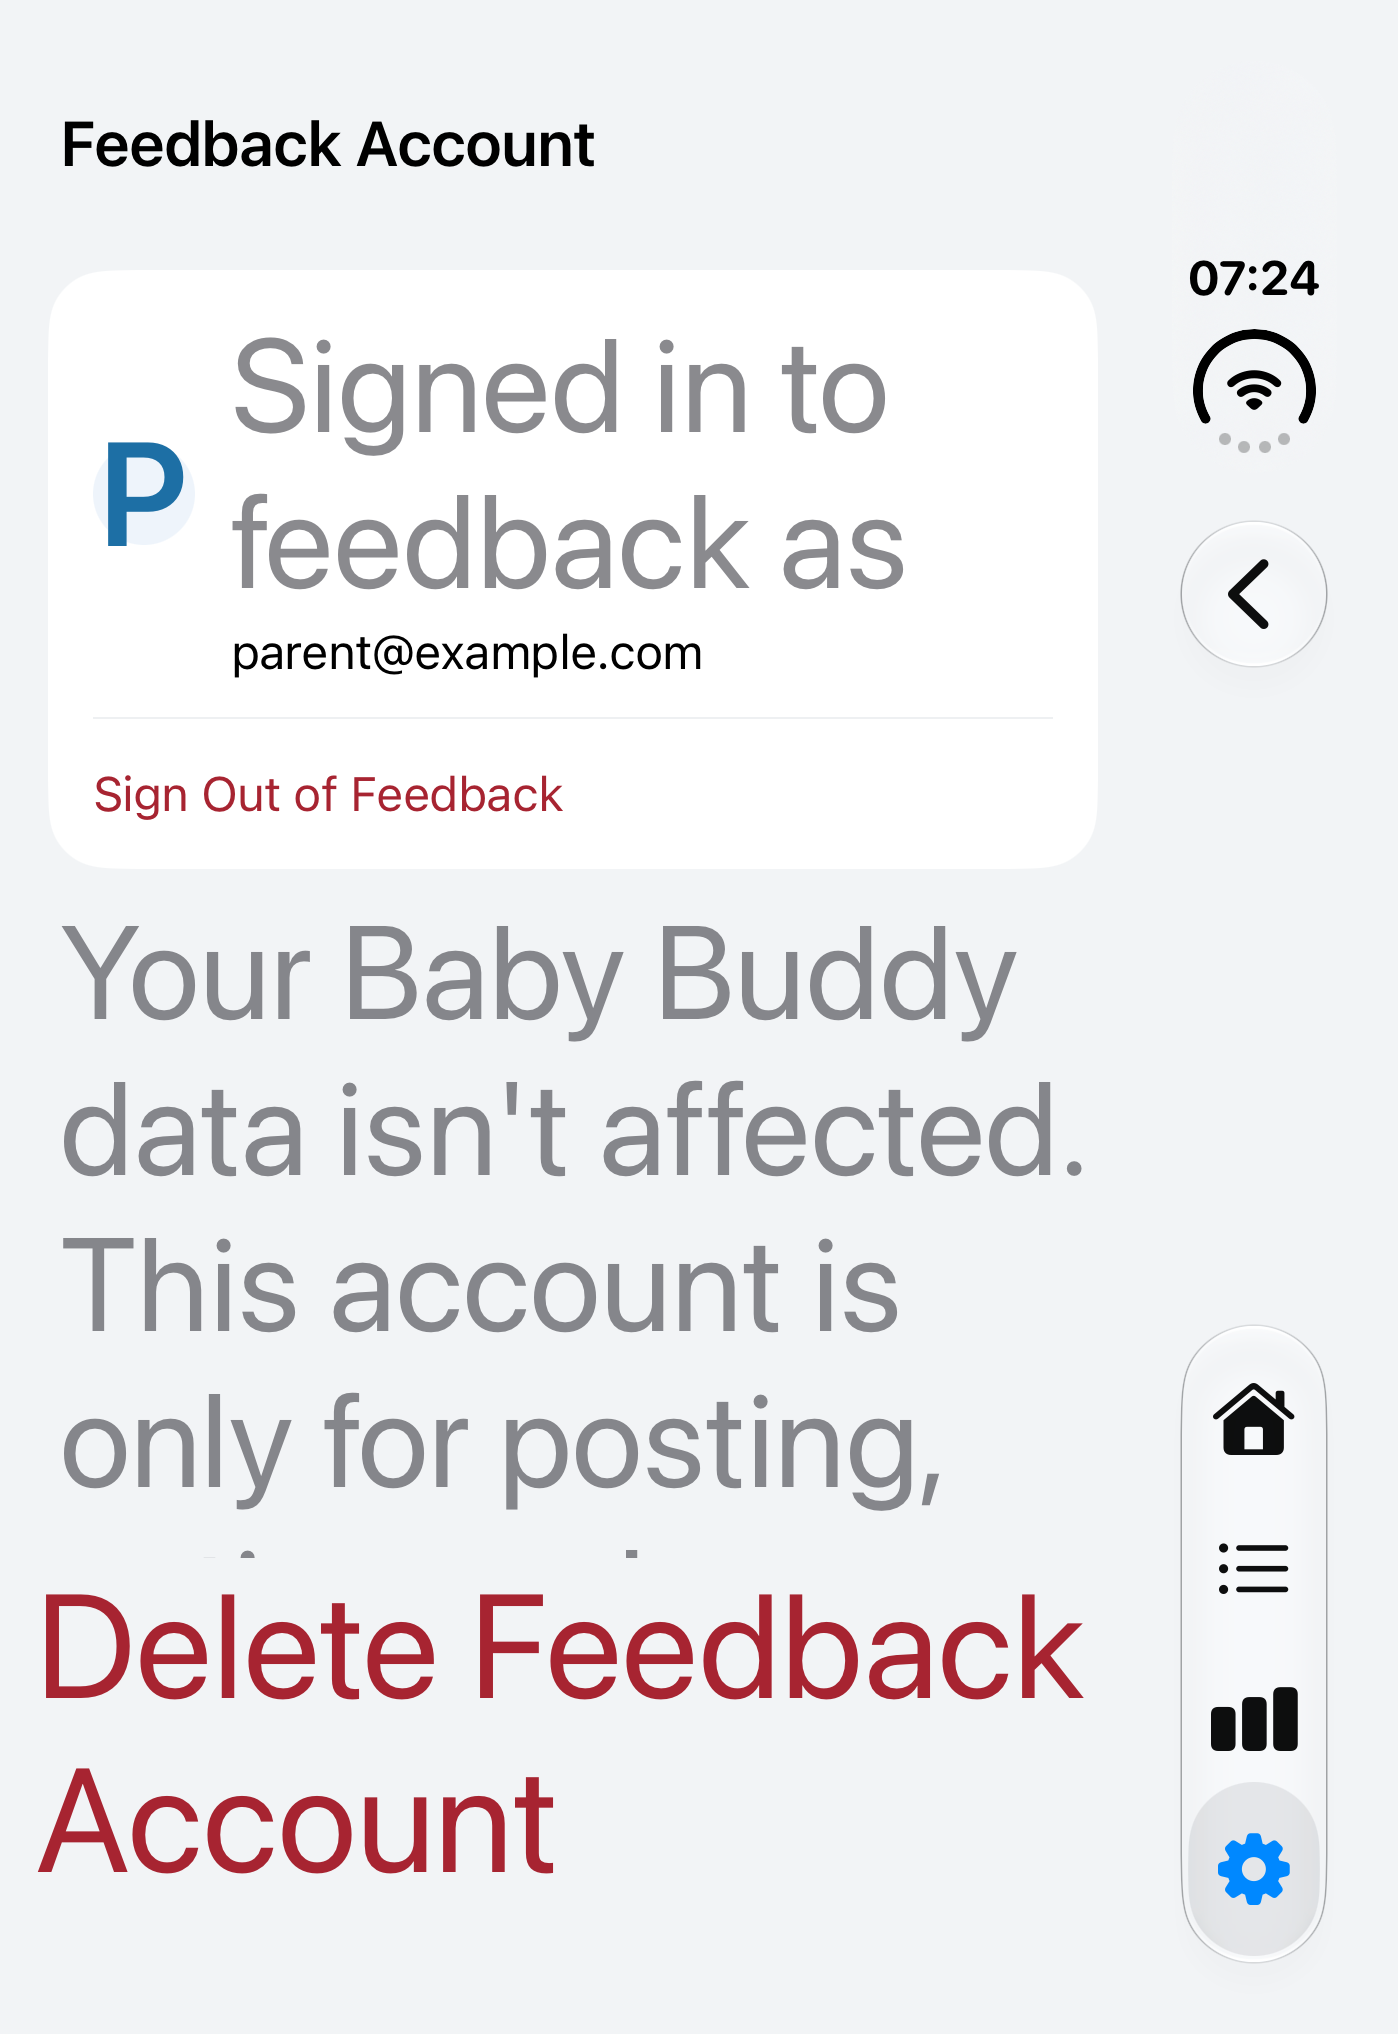 Feedback Account
07:24
P
Signed in to
feedback as
parent@example.com
Sign Out of Feedback
Your Baby Buddy
data isn't affected.
This account is
only for posting,
Delete Feedback
Account